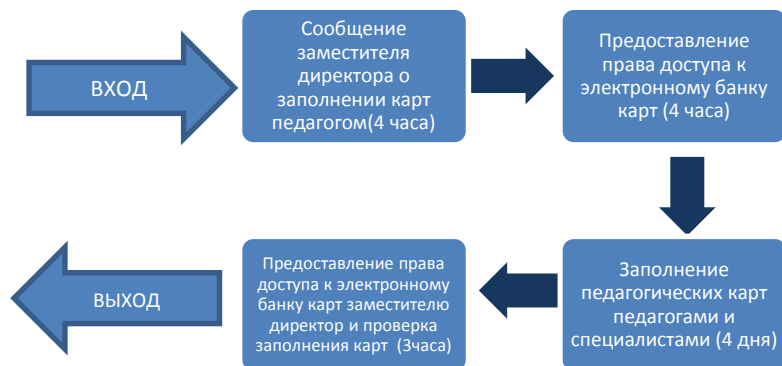 ВХОД
Сообщение
заместителя
директора о
заполнении карт
педагогом(4 часа)
Предоставление
права доступа к
электронному банку
карт (4 часа)
Заполнение
педагогических карт
педагогами и
специалистами (4 дня)
Предоставление права
доступа к электронному
банку карт заместителю
директор и проверка
заполнения карт (3часа)
ВЫХОД